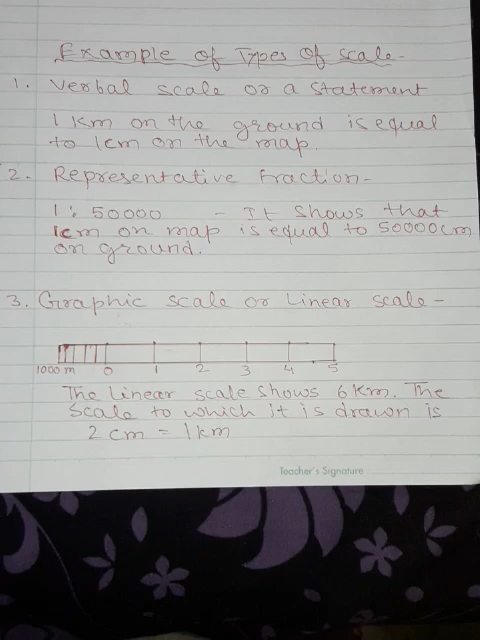 Example of Types Of scale-
1. Verbal scale or a statement
1 Km on the ground is equal
to 1cm on the map.
2. Representative fraction-
1: 50000 - It shows that
1cm on map is equal to 50000cm
on ground.
3. Graphic scale or Linear scale-
1000 m 0 1 2 3 4 5
The linear scale shows 6 Km. The
scale to which it is drawn is
2 cm = 1 km
Teacher's Signature